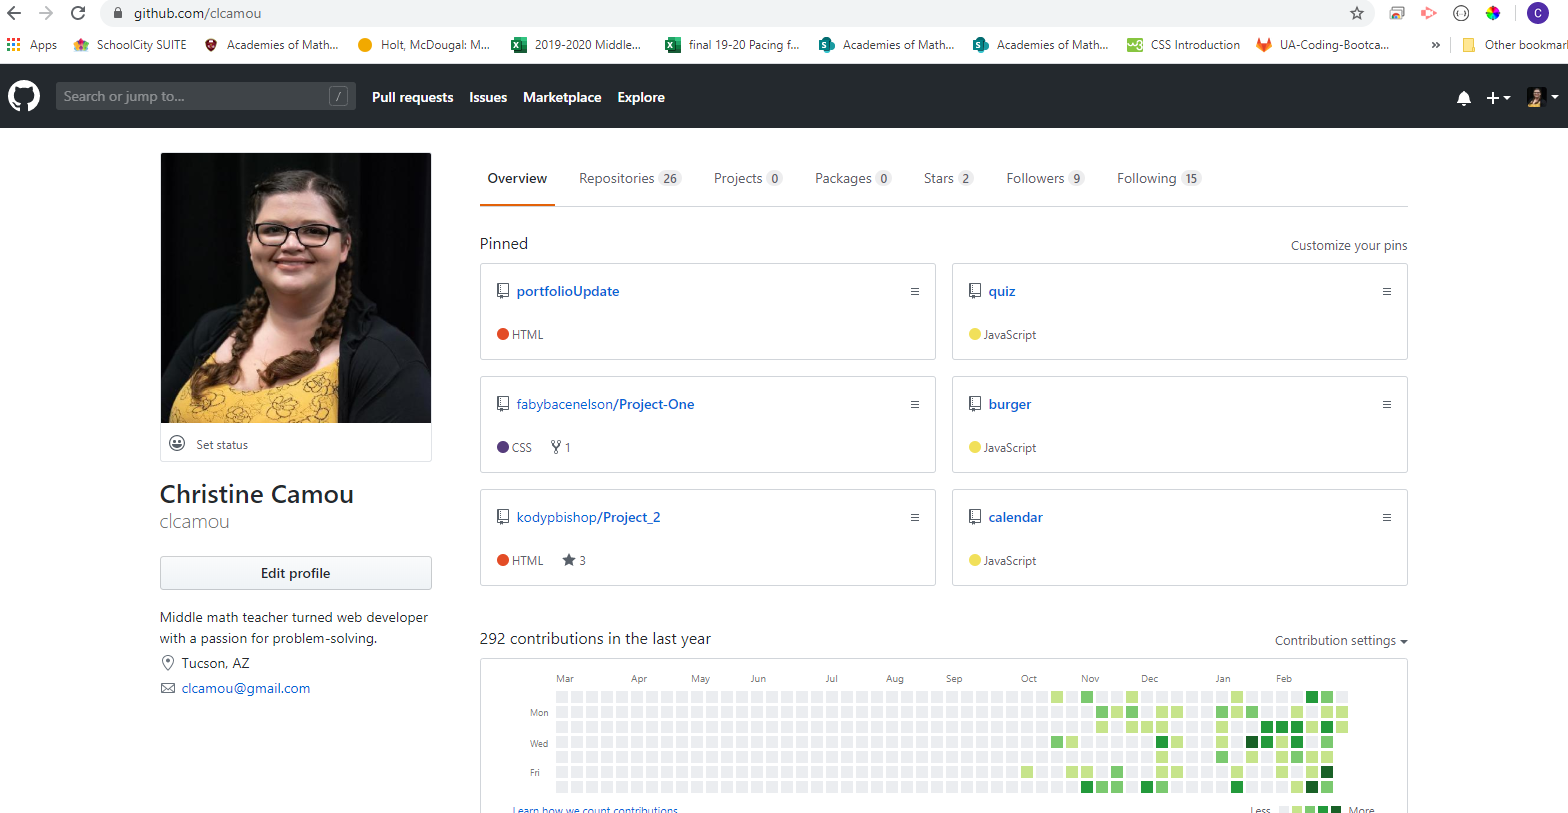 github.com/clcamou
C
Apps
SchoolCity SUITE
Academies of Math...
Holt, McDougal: M...
2019-2020 Middle...
final 19-20 Pacing f...
Academies of Math...
Academies of Math...
CSS Introduction
UA-Coding-Bootca...
»
Other bookmar
Search or jump to...
/
Pull requests
Issues
Marketplace
Explore
Set status
Christine Camou
clcamou
Edit profile
Middle math teacher turned web developer
with a passion for problem-solving.
Tucson, AZ
clcamou@gmail.com
Overview
Repositories 26
Projects 0
Packages 0
Stars 2
Followers 9
Following 15
Pinned
Customize your pins
portfolioUpdate
HTML
quiz
JavaScript
fabybacenelson/Project-One
CSS 1
burger
JavaScript
kodypbishop/Project_2
HTML 3
calendar
JavaScript
292 contributions in the last year
Contribution settings
Mar Apr May Jun Jul Aug Sep Oct Nov Dec Jan Feb
Mon
Wed
Fri
Learn how we count contributions
Less More